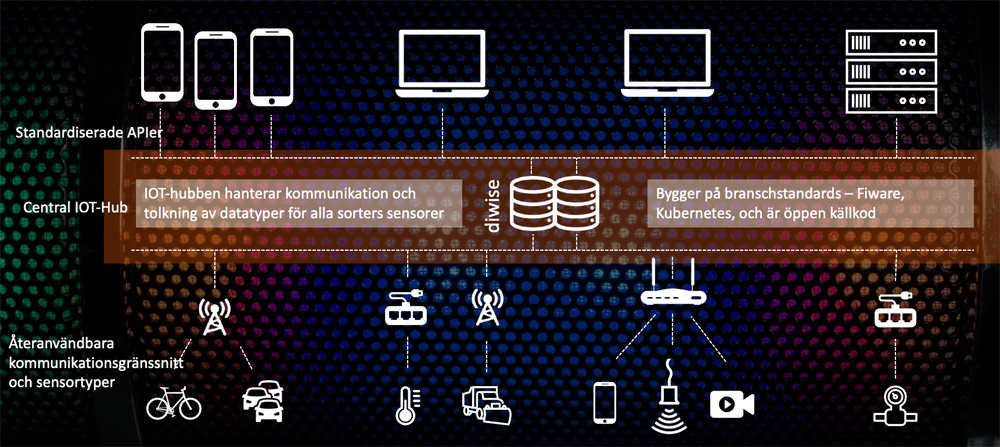 Standardiserade APIer
Central IOT-Hub
IOT-hubben hanterar kommunikation och
tolkning av datatyper för alla sorters sensorer
diwise
Bygger på branschstandards – Fiware,
Kubernetes, och är öppen källkod
Återanvändbara
kommunikationsgränssnitt
och sensortyper